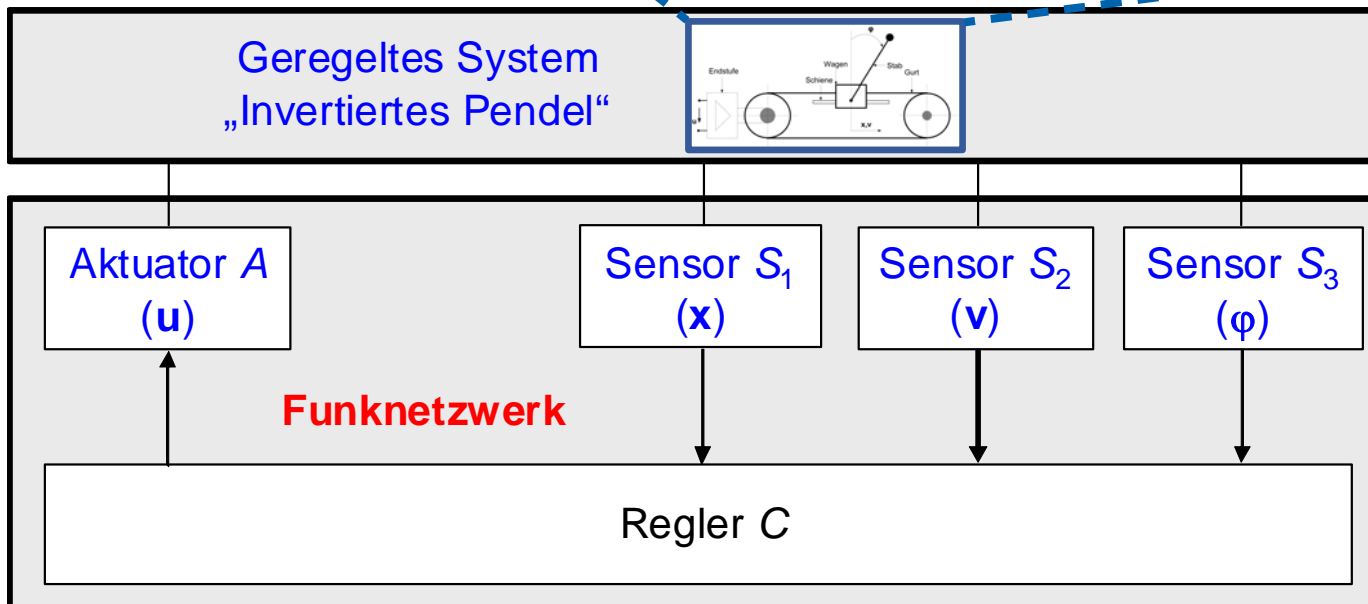 Geregeltes System
„Invertiertes Pendel“
φ
Wagen
Stab
Endstufe
Gurt
Schiene
u
x,v
Aktuator A
(u)
Sensor S₁
(x)
Sensor S₂
(v)
Sensor S₃
(φ)
Funknetzwerk
Regler C